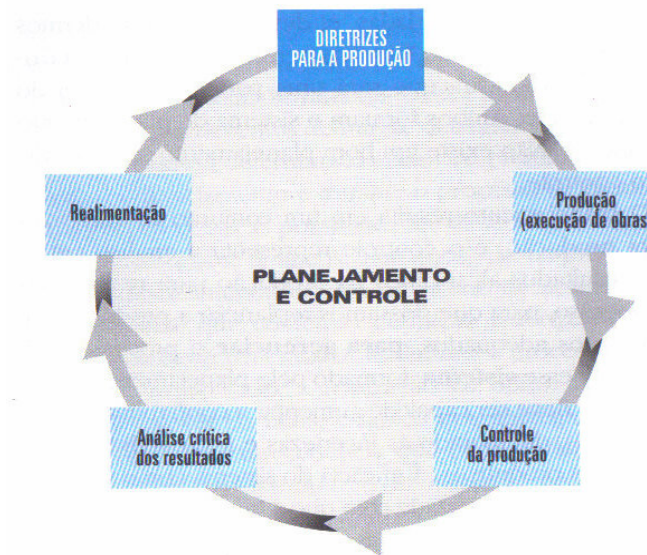 DIRETRIZES
PARA A PRODUÇÃO
Produção
(execução de obras
Controle
da produção
Análise crítica
dos resultados
Realimentação
PLANEJAMENTO
E CONTROLE